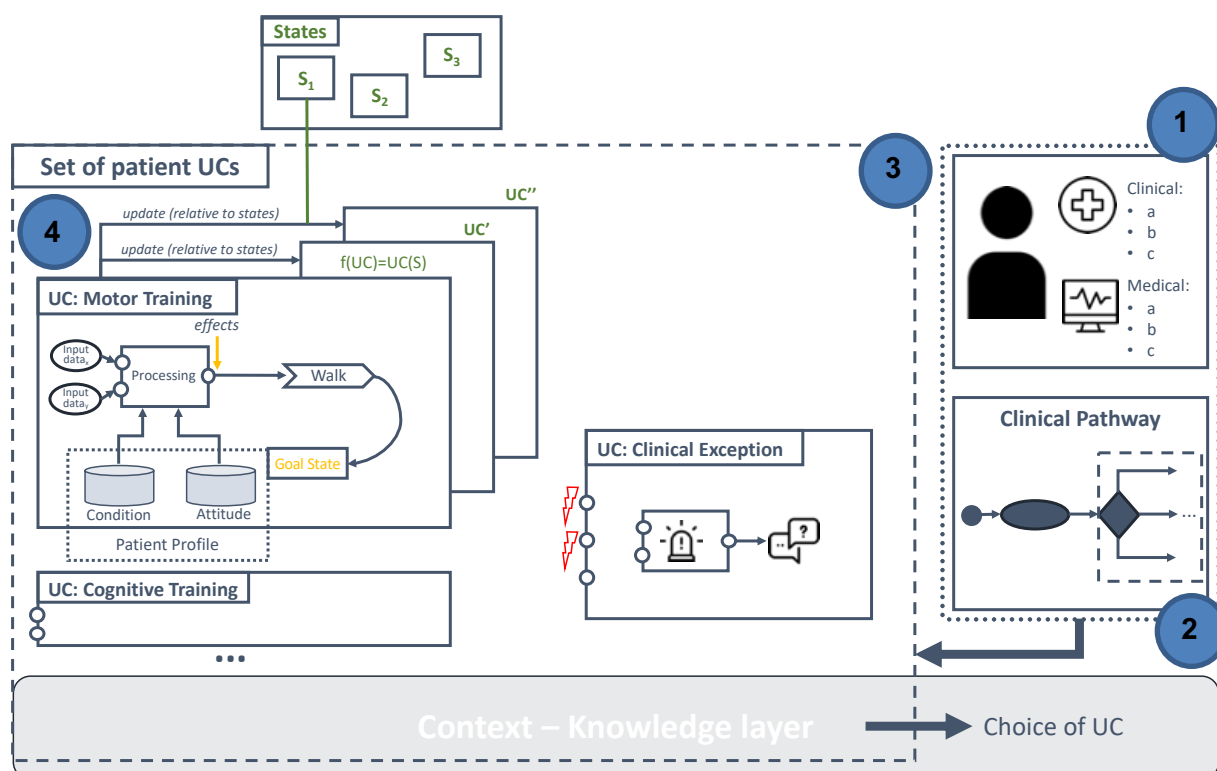 States
S1
S2
S3
1
Set of patient UCs
3
4
update (relative to states)
UC''
update (relative to states)
UC'
f(UC)=UC(S)
UC: Motor Training
effects
Input
datax
Input
datay
Processing
Walk
Goal State
Condition
Attitude
Patient Profile
UC: Cognitive Training
...
UC: Clinical Exception
!
?
Clinical:
• a
• b
• c
Medical:
• a
• b
• c
Clinical Pathway
...
2
Context – Knowledge layer
Choice of UC